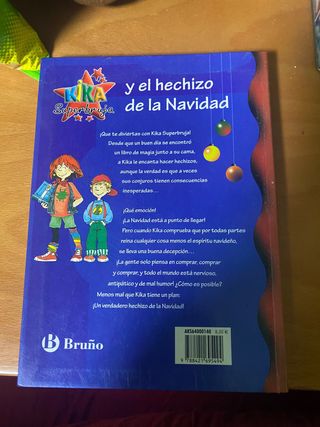 KIKA
Superbruja
y el hechizo
de la Navidad
¡Que te diviertas con Kika Superbruja!
Desde que un buen día se encontró
un libro de magia junto a su cama,
a Kika le encanta hacer hechizos,
aunque la verdad es que a veces
sus conjuros tienen consecuencias
inesperadas...
¡Qué emoción!
¡La Navidad está a punto de llegar!
Pero cuando Kika comprueba que por todas partes
reina cualquier cosa menos el espíritu navideño,
se lleva una buena decepción...
¡La gente solo piensa en comprar, comprar
y comprar, y todo el mundo está nervioso,
antipático y de mal humor! ¿Cómo es posible?
Menos mal que Kika tiene un plan:
¡Un verdadero hechizo de la Navidad!
B Bruño
AK564000140
9 788421 695494